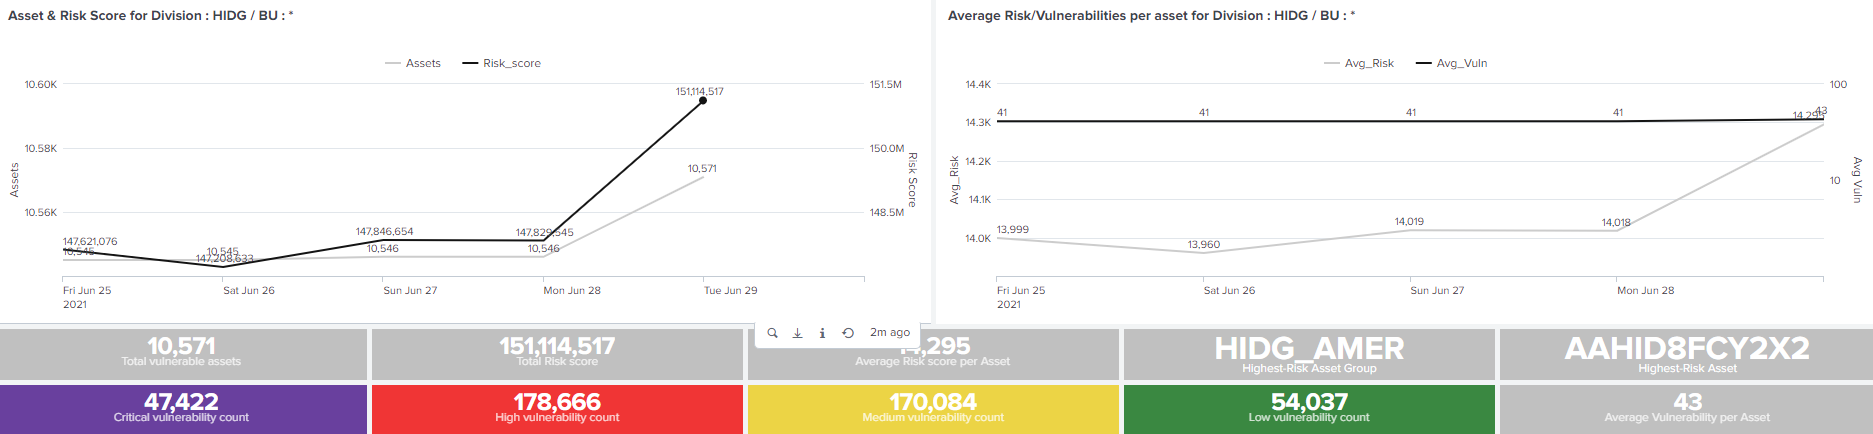 Asset & Risk Score for Division : HIDG / BU : *
Assets
Risk_score
10.60K
10.58K
10.56K
Assets
151.5M
150.0M
148.5M
Risk Score
147,621,076
10,545
10,545
147,208,633
147,846,654
10,546
147,829,545
10,546
151,114,517
10,571
Fri Jun 25
2021
Sat Jun 26
Sun Jun 27
Mon Jun 28
Tue Jun 29
Average Risk/Vulnerabilities per asset for Division : HIDG / BU : *
Avg_Risk
Avg_Vuln
14.4K
14.3K
14.2K
14.1K
14.0K
Avg_Risk
100
10
Avg Vuln
41
41
41
41
43
14,295
13,999
13,960
14,019
14,018
Fri Jun 25
2021
Sat Jun 26
Sun Jun 27
Mon Jun 28
2m ago
10,571
Total vulnerable assets
151,114,517
Total Risk score
14,295
Average Risk score per Asset
HIDG_AMER
Highest-Risk Asset Group
AAHID8FCY2X2
Highest-Risk Asset
47,422
Critical vulnerability count
178,666
High vulnerability count
170,084
Medium vulnerability count
54,037
Low vulnerability count
43
Average Vulnerability per Asset